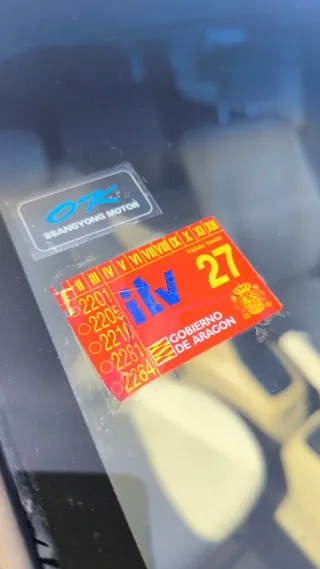 OK
SSANGYONG MOTOR
II III IV V VI VII VIII IX X XI XII
Válido hasta
27
itv
2201
2205
GOBIERNO
DE ARAGON
2284